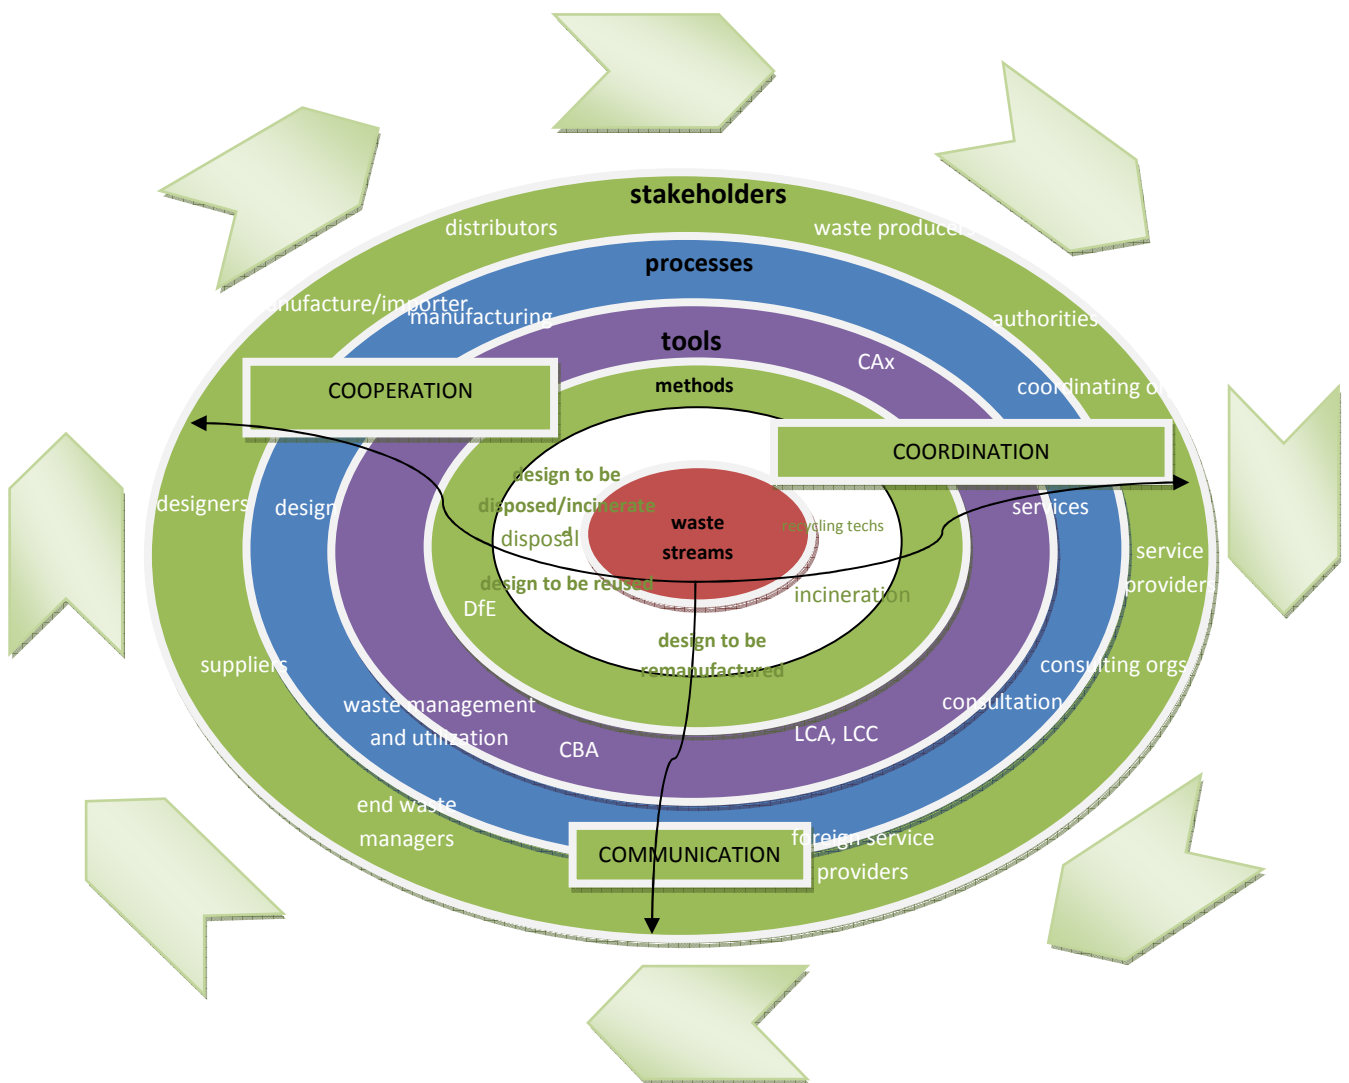 stakeholders
distributors
waste producers
processes
manufacture/importer
manufacturing
authorities
tools
CAx
methods
coordinating or
COOPERATION
COORDINATION
design to be
disposed/incinerate
d
disposal
designers
design
waste
streams
recycling techs
services
service
providers
design to be reused
DfE
incineration
design to be
remanufactured
suppliers
consulting orgs
consultation
waste management
and utilization
CBA
LCA, LCC
end waste
managers
COMMUNICATION
foreign service
providers